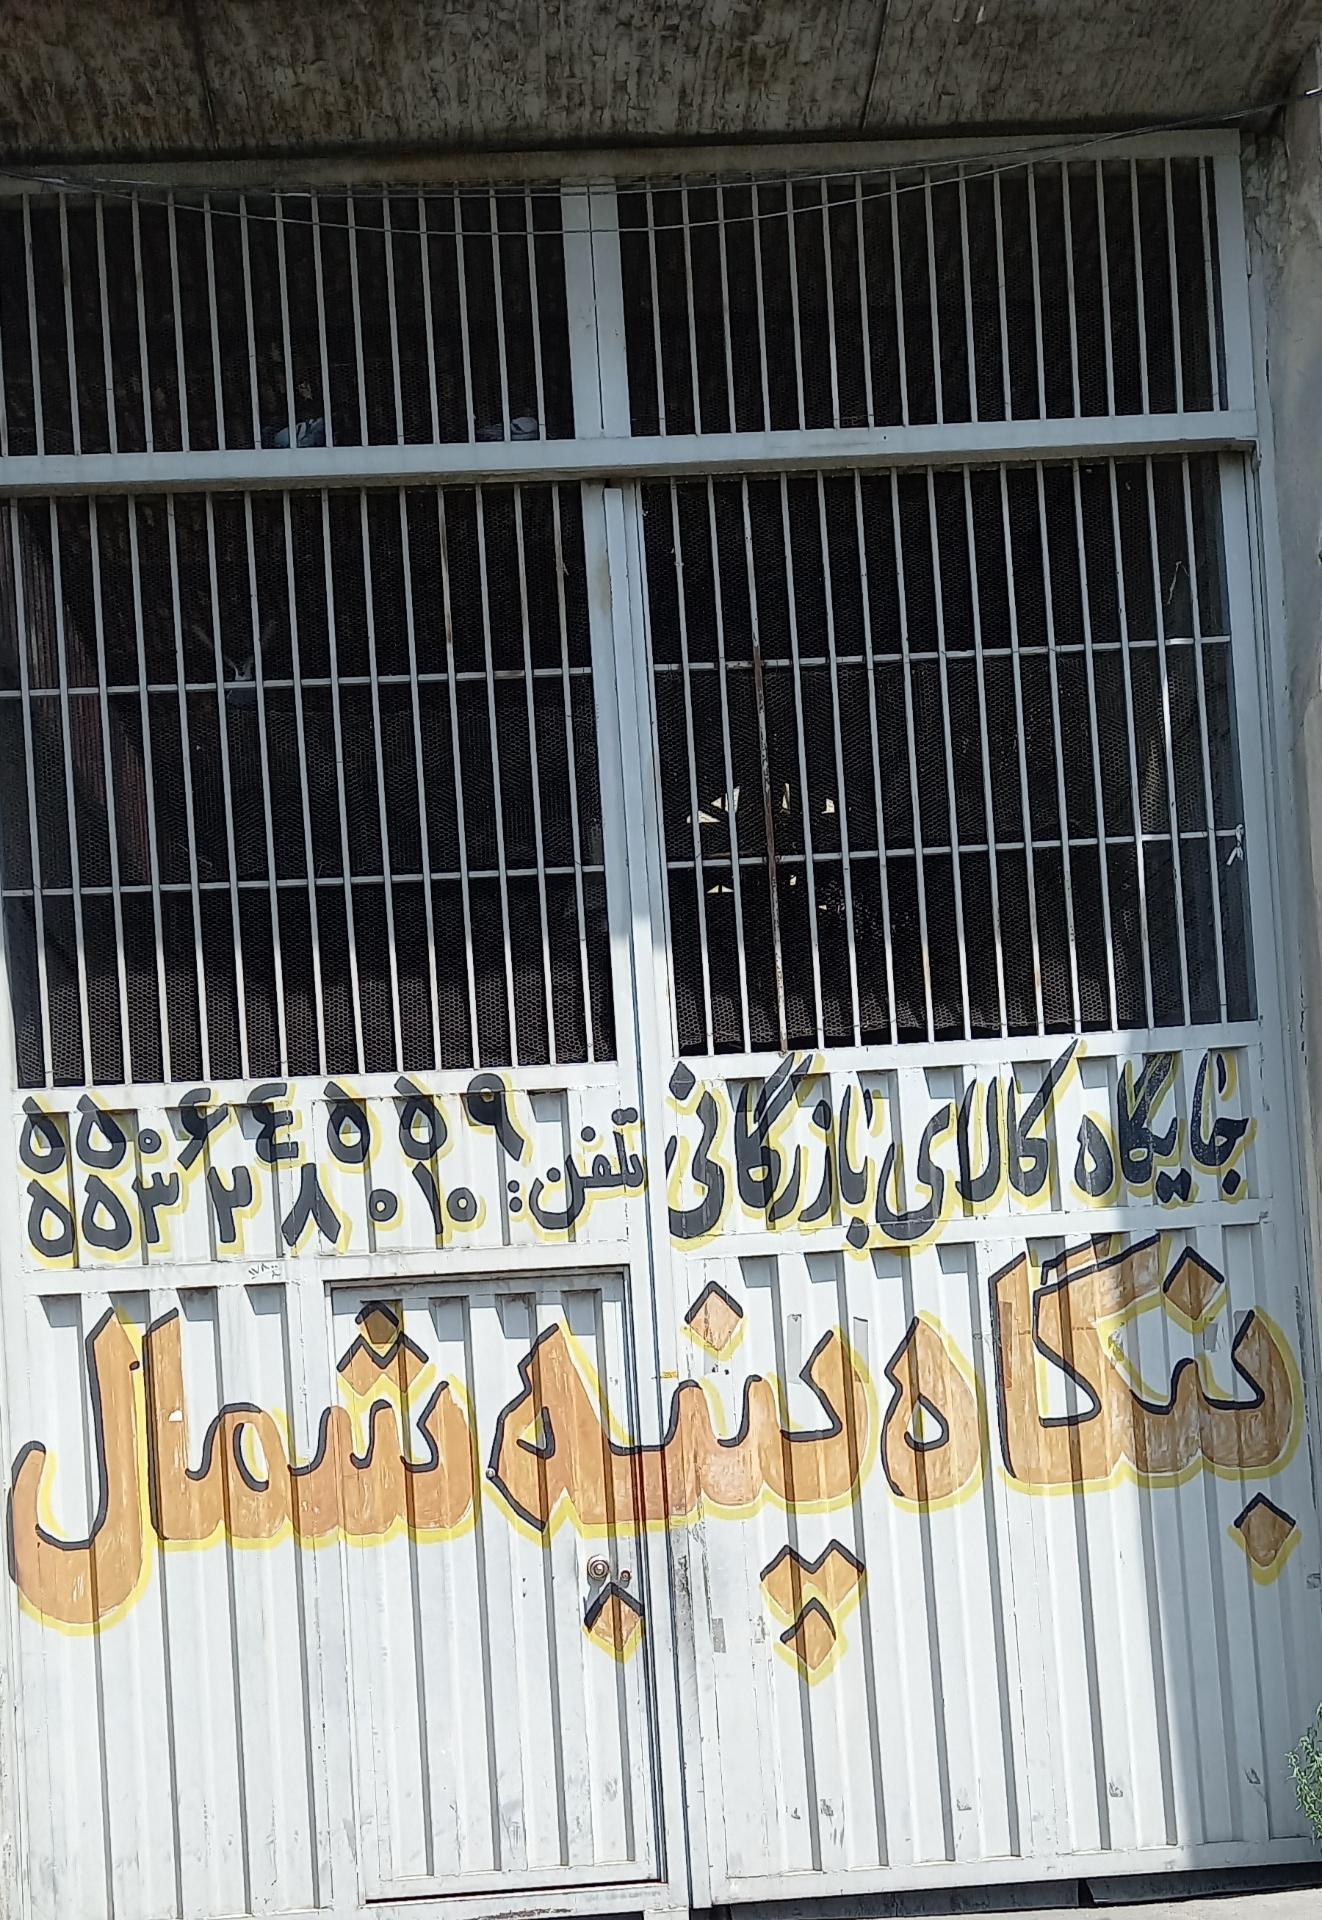 جایگاه کالای بازرگانی تلفن: ۵۵۰۶۴۵۵۹
۵۵۳۲۸۰۱۰
بنگاه پنبه شمال